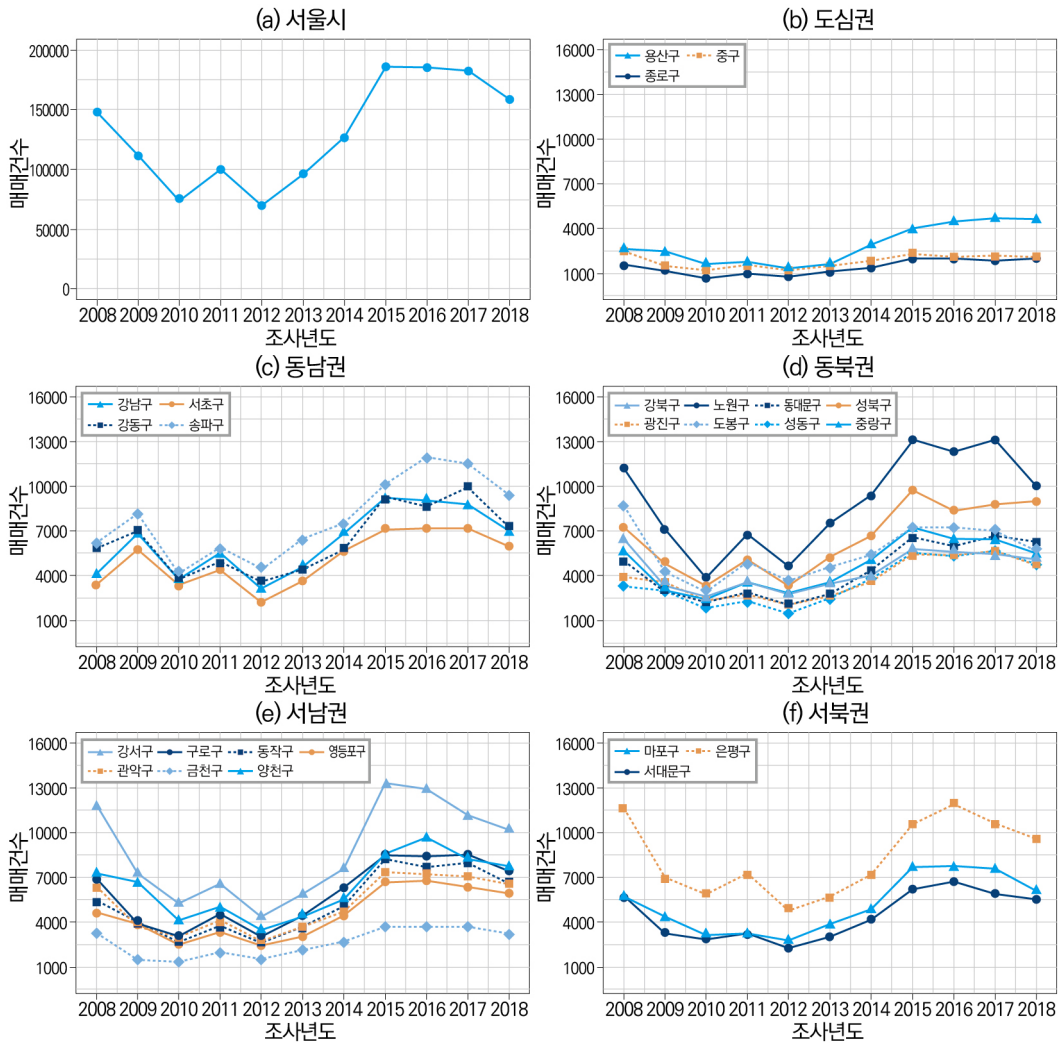 (a) 서울시
매매건수
200000
150000
100000
50000
0
2008 2009 2010 2011 2012 2013 2014 2015 2016 2017 2018
조사년도
(b) 도심권
용산구 중구
종로구
매매건수
16000
13000
10000
7000
4000
1000
2008 2009 2010 2011 2012 2013 2014 2015 2016 2017 2018
조사년도
(c) 동남권
강남구 서초구
강동구 송파구
매매건수
16000
13000
10000
7000
4000
1000
2008 2009 2010 2011 2012 2013 2014 2015 2016 2017 2018
조사년도
(d) 동북권
강북구 노원구 동대문구 성북구
광진구 도봉구 성동구 중랑구
매매건수
16000
13000
10000
7000
4000
1000
2008 2009 2010 2011 2012 2013 2014 2015 2016 2017 2018
조사년도
(e) 서남권
강서구 구로구 동작구 영등포구
관악구 금천구 양천구
매매건수
16000
13000
10000
7000
4000
1000
2008 2009 2010 2011 2012 2013 2014 2015 2016 2017 2018
조사년도
(f) 서북권
마포구 은평구
서대문구
매매건수
16000
13000
10000
7000
4000
1000
2008 2009 2010 2011 2012 2013 2014 2015 2016 2017 2018
조사년도